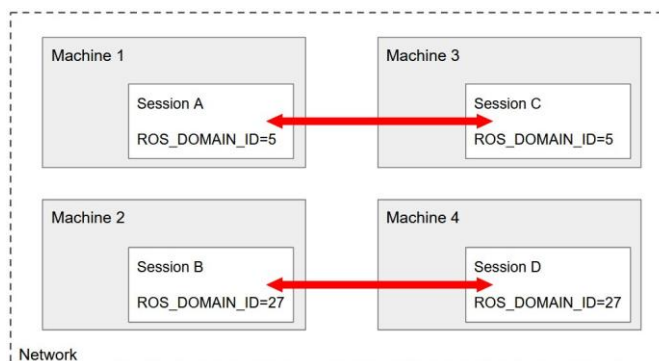 Machine 1
Session A
ROS_DOMAIN_ID=5
Machine 3
Session C
ROS_DOMAIN_ID=5
Machine 2
Session B
ROS_DOMAIN_ID=27
Machine 4
Session D
ROS_DOMAIN_ID=27
Network